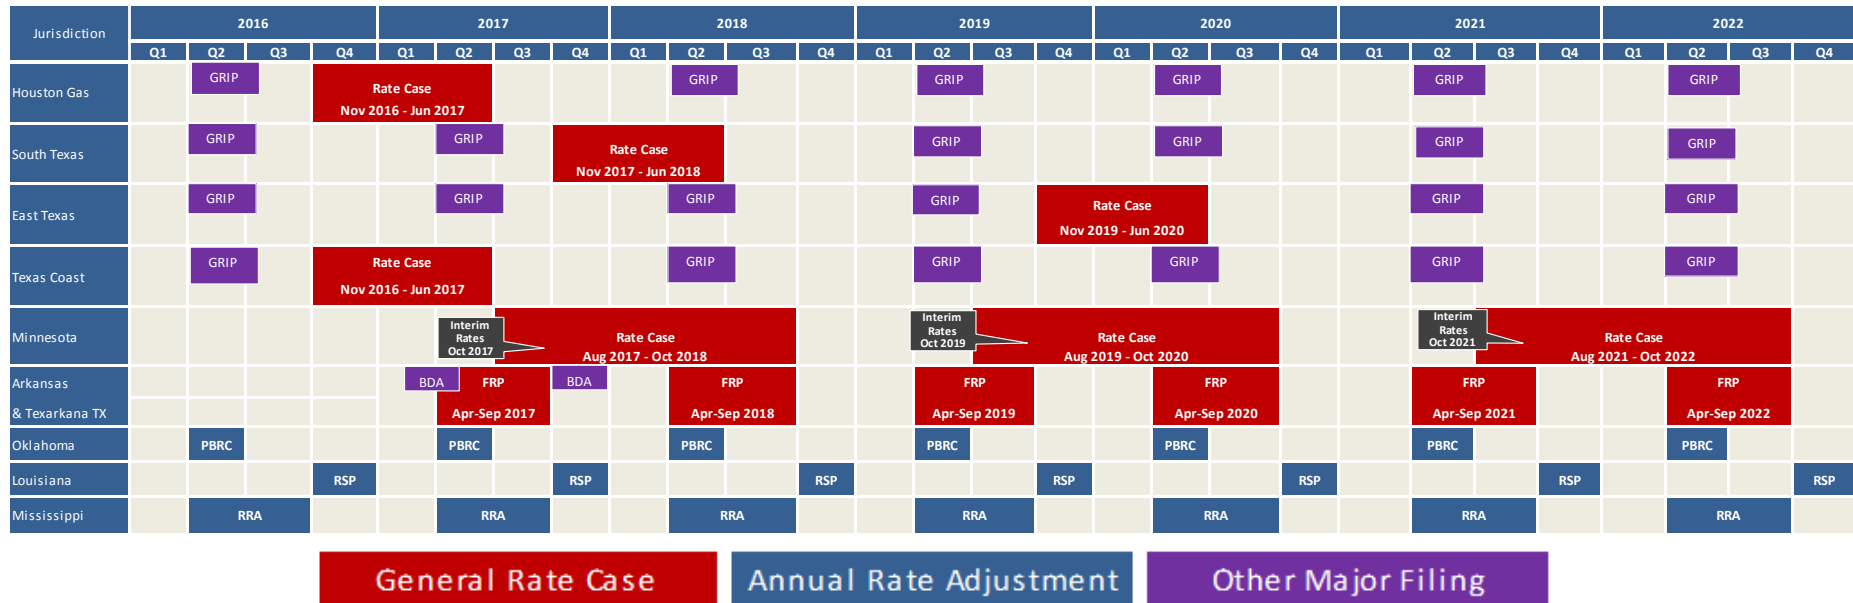 Jurisdiction
2016 2017 2018 2019 2020 2021 2022
Q1 Q2 Q3 Q4 Q1 Q2 Q3 Q4 Q1 Q2 Q3 Q4 Q1 Q2 Q3 Q4 Q1 Q2 Q3 Q4 Q1 Q2 Q3 Q4 Q1 Q2 Q3 Q4
Houston Gas
GRIP
Rate Case
Nov 2016 - Jun 2017
GRIP GRIP GRIP GRIP GRIP
South Texas
GRIP GRIP
Rate Case
Nov 2017 - Jun 2018
GRIP GRIP GRIP GRIP
East Texas
GRIP GRIP GRIP GRIP
Rate Case
Nov 2019 - Jun 2020
GRIP GRIP
Texas Coast
GRIP
Rate Case
Nov 2016 - Jun 2017
GRIP GRIP GRIP GRIP GRIP
Minnesota
Interim
Rates
Oct 2017
Rate Case
Aug 2017 - Oct 2018
Interim
Rates
Oct 2019
Rate Case
Aug 2019 - Oct 2020
Interim
Rates
Oct 2021
Rate Case
Aug 2021 - Oct 2022
Arkansas
& Texarkana TX
BDA
FRP
Apr-Sep 2017
BDA
FRP
Apr-Sep 2018
FRP
Apr-Sep 2019
FRP
Apr-Sep 2020
FRP
Apr-Sep 2021
FRP
Apr-Sep 2022
Oklahoma
PBRC PBRC PBRC PBRC PBRC PBRC PBRC
Louisiana
RSP RSP RSP RSP RSP RSP RSP
Mississippi
RRA RRA RRA RRA RRA RRA RRA
General Rate Case
Annual Rate Adjustment
Other Major Filing